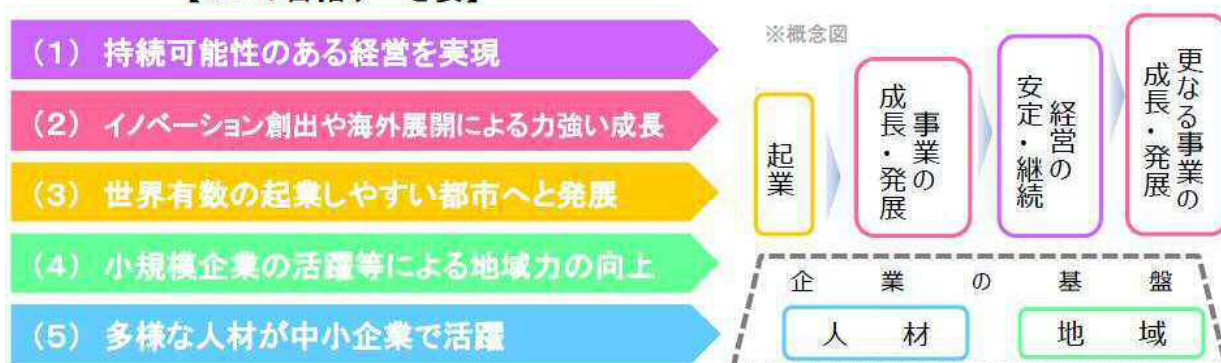 （１） 持続可能性のある経営を実現
（２） イノベーション創出や海外展開による力強い成長
（３） 世界有数の起業しやすい都市へと発展
（４） 小規模企業の活躍等による地域力の向上
（５） 多様な人材が中小企業で活躍
※概念図
起業
事業の
成長・発展
経営の
安定・継続
更なる事業の
成長・発展
企業の基盤
人材
地域